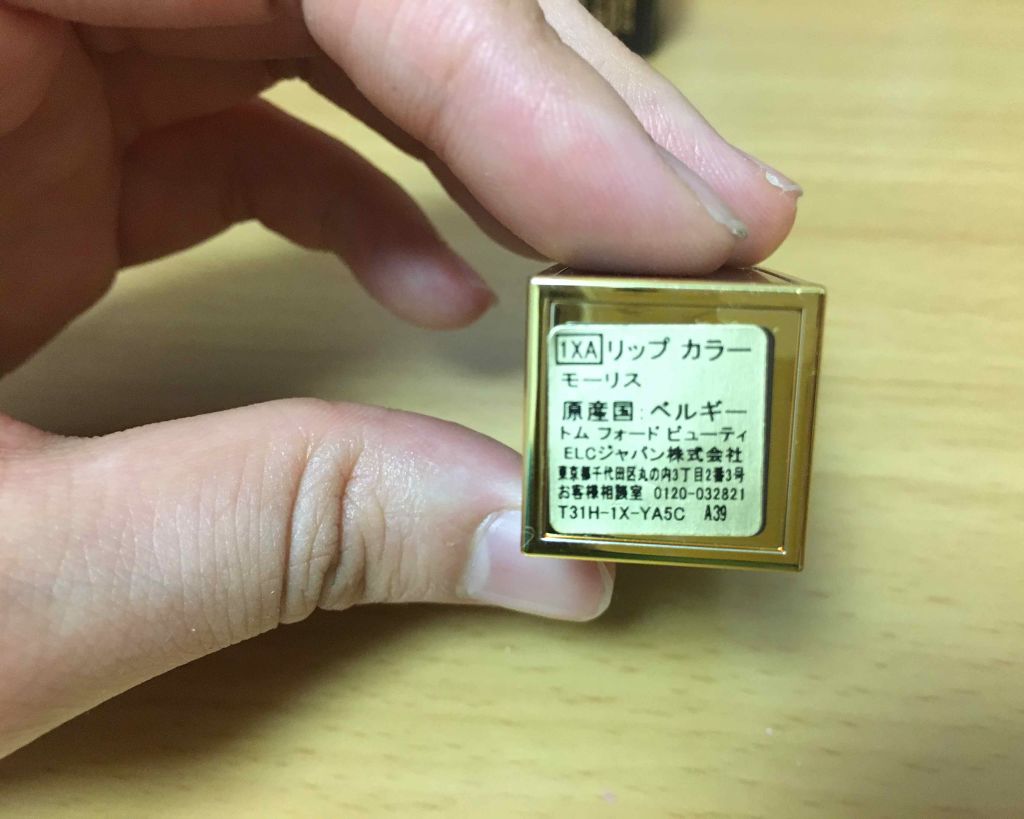 1XA リップ カラー
モーリス
原産国:ベルギー
トム フォード ビューティ
ELCジャパン株式会社
東京都千代田区丸の内3丁目2番3号
お客様相談室 0120-032821
T31H-1X-YA5C A39